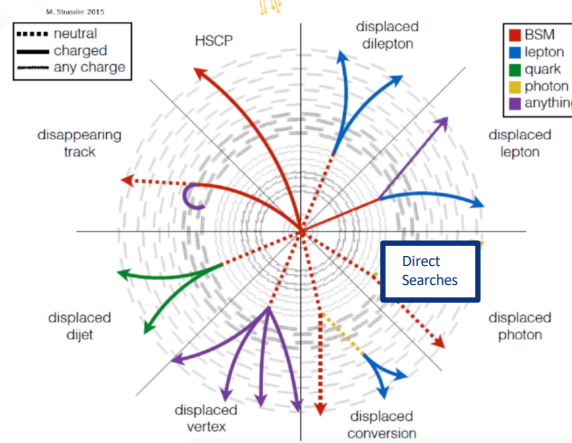 M. Strassler 2015
neutral
charged
any charge
HSCP
displaced
dilepton
BSM
lepton
quark
photon
anything
disappearing
track
displaced
lepton
Direct
Searches
displaced
dijet
displaced
photon
displaced
vertex
displaced
conversion